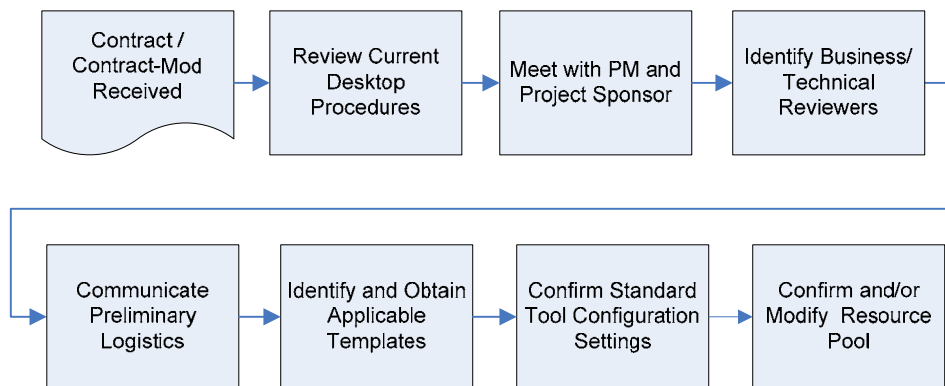 Contract /
Contract-Mod
Received
Review Current
Desktop
Procedures
Meet with PM and
Project Sponsor
Identify Business/
Technical
Reviewers
Communicate
Preliminary
Logistics
Identify and Obtain
Applicable
Templates
Confirm Standard
Tool Configuration
Settings
Confirm and/or
Modify Resource
Pool